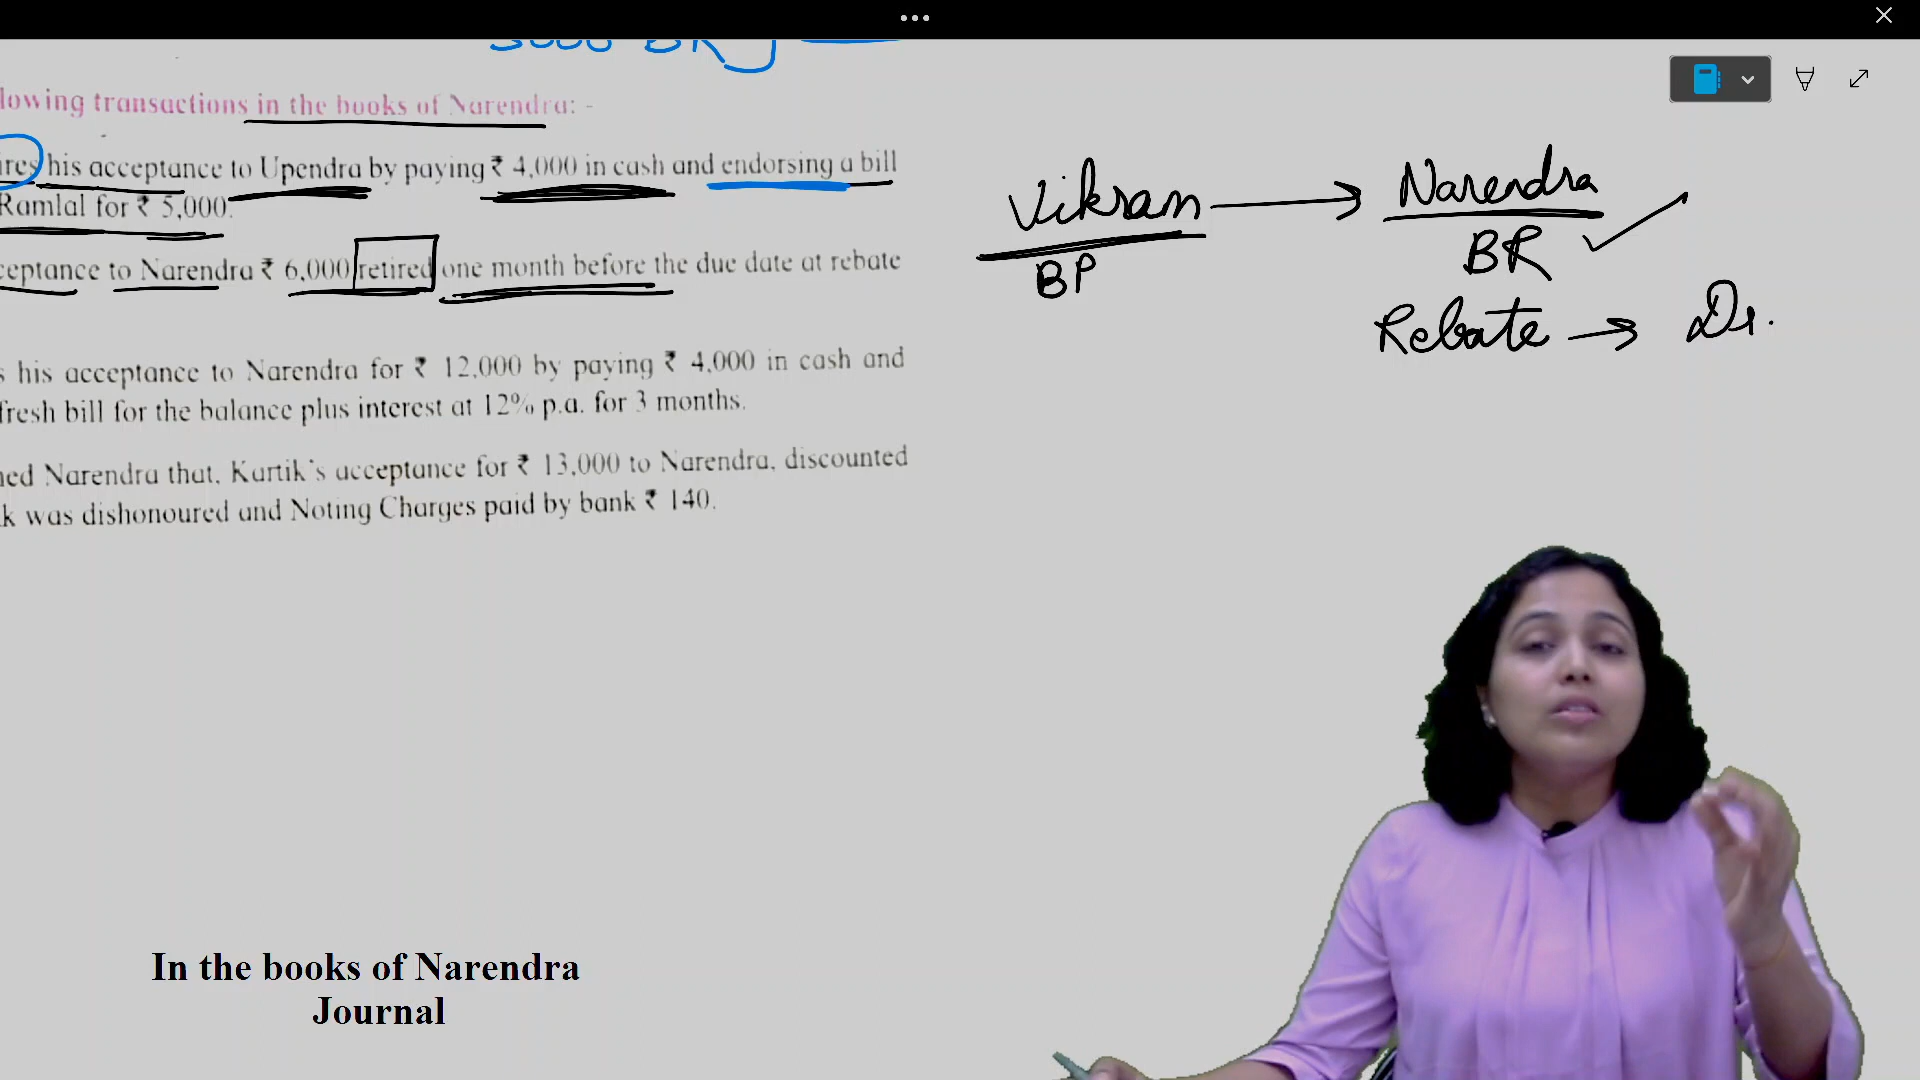 5000 BR
lowing transactions in the books of Narendra: -
ires his acceptance to Upendra by paying ₹ 4,000 in cash and endorsing a bill
Ramlal for ₹ 5,000.
ceptance to Narendra ₹ 6,000 retired one month before the due date at rebate
s his acceptance to Narendra for ₹ 12,000 by paying ₹ 4,000 in cash and
fresh bill for the balance plus interest at 12% p.a. for 3 months.
ned Narendra that, Kartik's acceptance for ₹ 13,000 to Narendra, discounted
k was dishonoured and Noting Charges paid by bank ₹ 140.
Vikram → Narendra
BP
BR ✓
Rebate → Dr.
In the books of Narendra
Journal